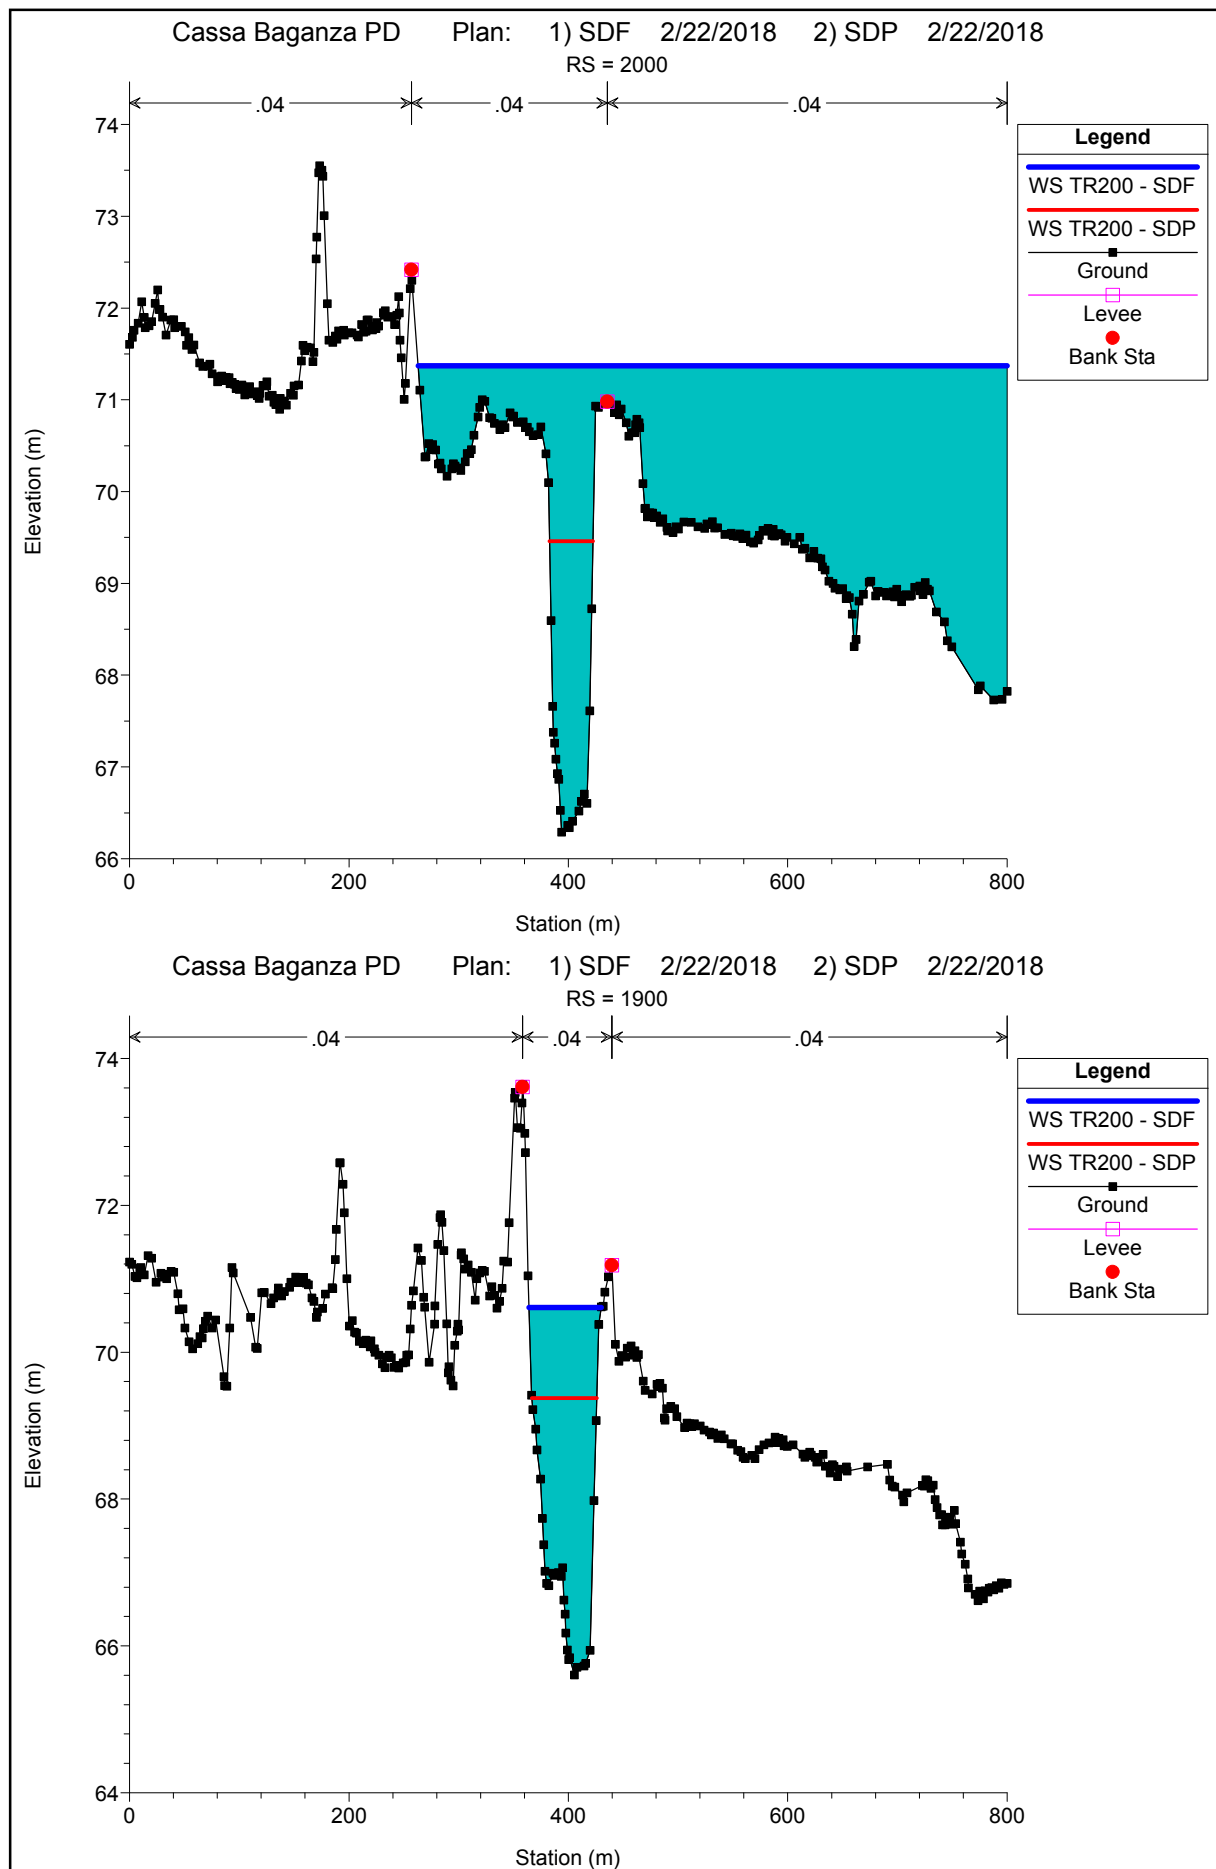 Cassa Baganza PD Plan: 1) SDF 2/22/2018 2) SDP 2/22/2018
RS = 2000
.04 .04 .04
74
73
72
71
70
69
68
67
66
Elevation (m)
0 200 400 600 800
Station (m)
Legend
WS TR200 - SDF
WS TR200 - SDP
Ground
Levee
Bank Sta
Cassa Baganza PD Plan: 1) SDF 2/22/2018 2) SDP 2/22/2018
RS = 1900
.04 .04 .04
74
72
70
68
66
64
Elevation (m)
0 200 400 600 800
Station (m)
Legend
WS TR200 - SDF
WS TR200 - SDP
Ground
Levee
Bank Sta